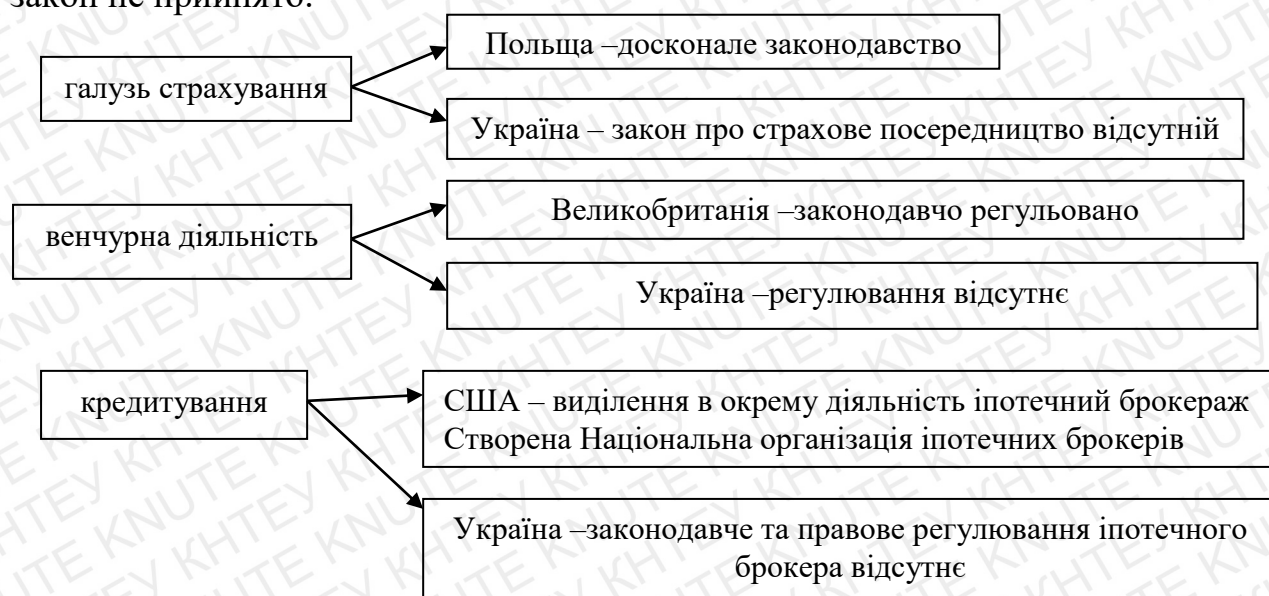 закон не прийнято.
Польща –досконале законодавство
галузь страхування
Україна – закон про страхове посередництво відсутній
Великобританія –законодавчо регульовано
венчурна діяльність
Україна –регулювання відсутнє
кредитування
США – виділення в окрему діяльність іпотечний брокераж
Створена Національна організація іпотечних брокерів
Україна –законодавче та правове регулювання іпотечного
брокера відсутнє